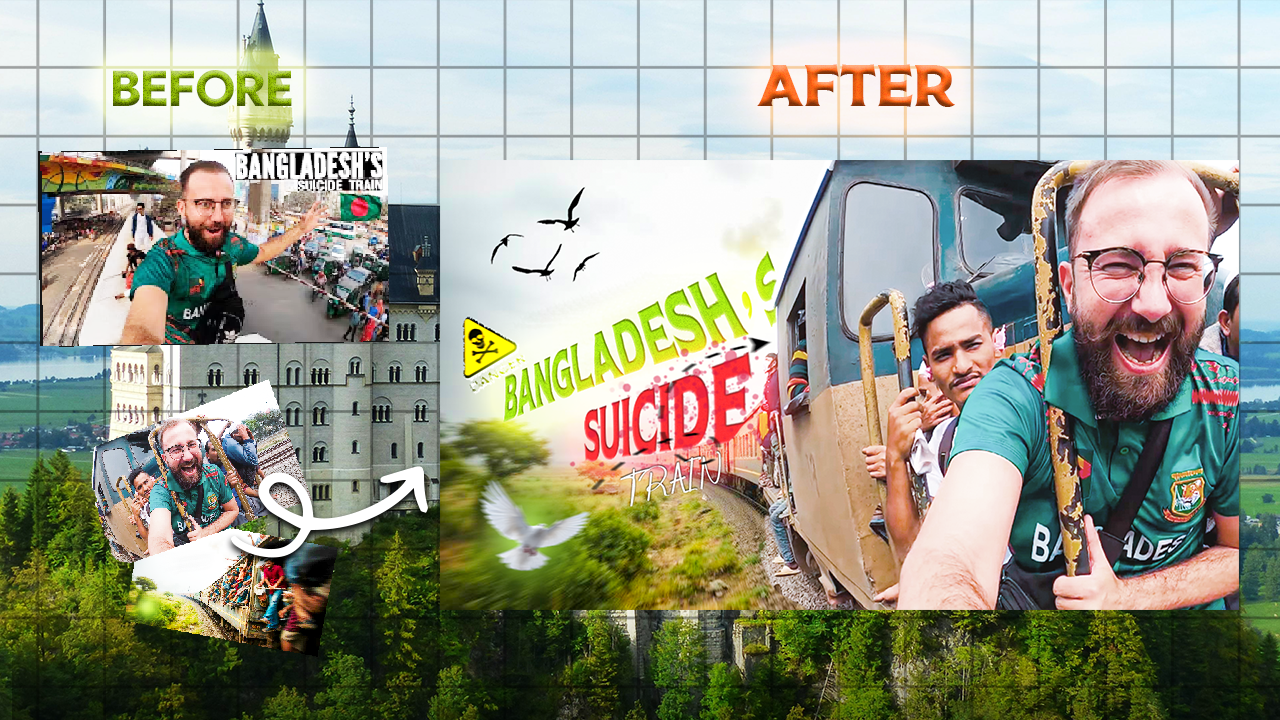 BEFORE
AFTER
BANGLADESH'S
SUICIDE TRAIN
BANGLADESH'S
DANGER
SUICIDE
TRAIN